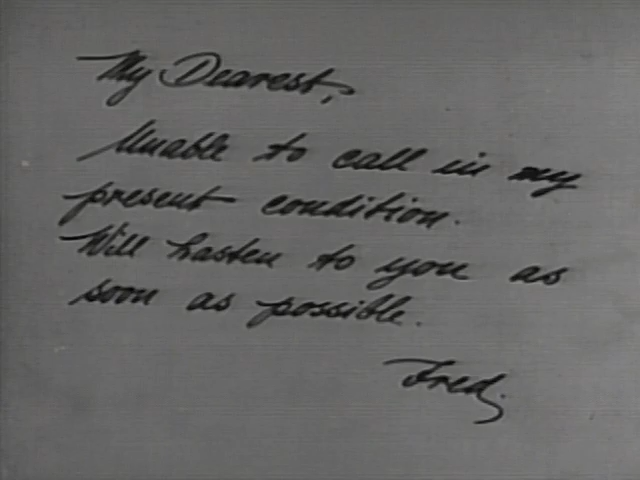 My Dearest,
Unable to call in my
present condition.
Will hasten to you as
soon as possible.
Fred.